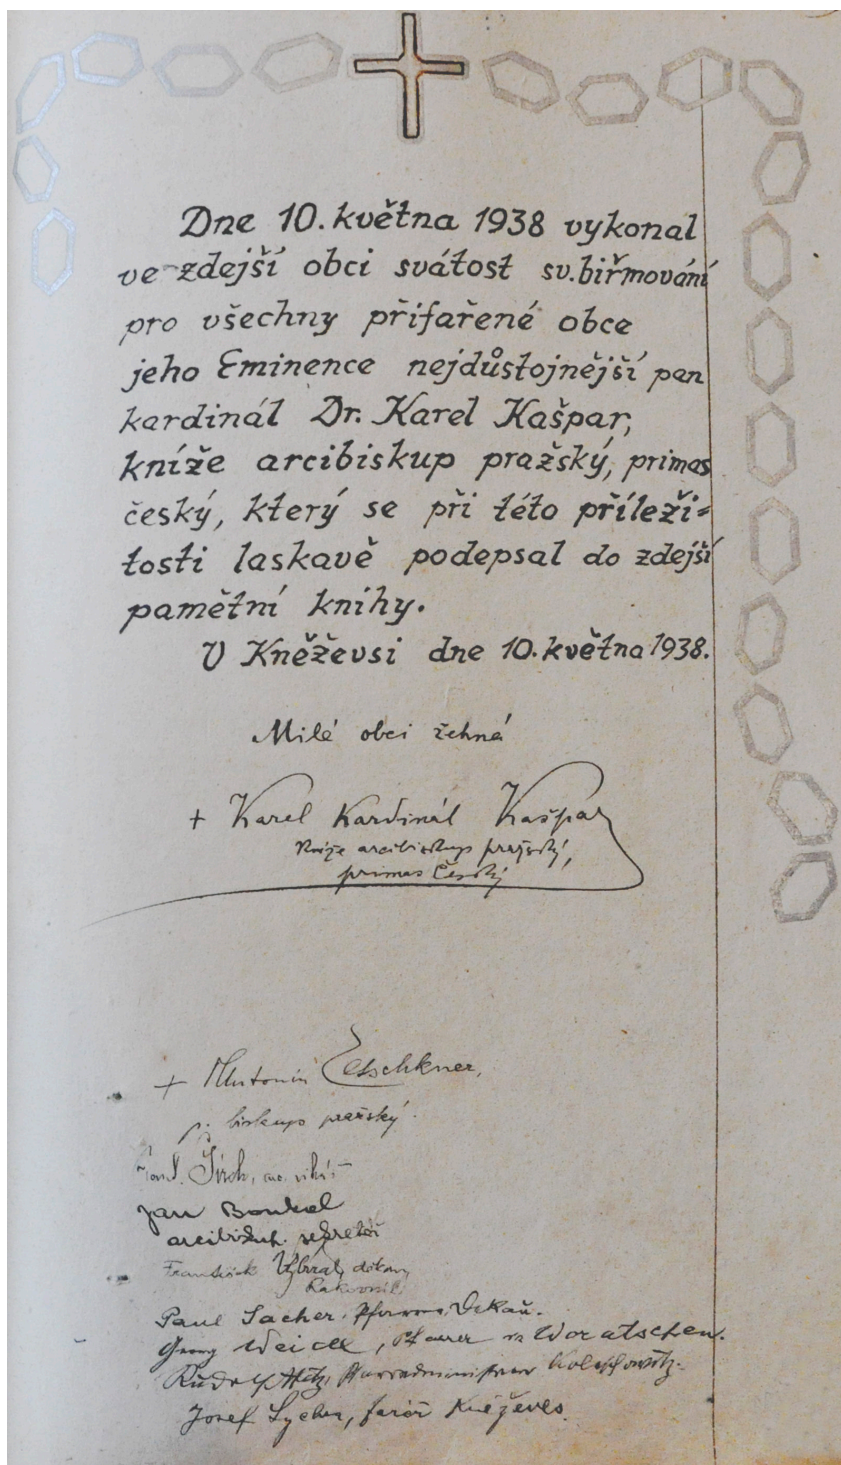 Dne 10. května 1938 vykonal
ve zdejší obci svátost sv. biřmování
pro všechny přifařené obce
jeho Eminence nejdůstojnější pan
kardinál Dr. Karel Kašpar,
kníže arcibiskup pražský, primas
český, který se při této příleži=
tosti laskavě podepsal do zdejší
pamětní knihy.
V Kněževsi dne 10. května 1938.
Milé obci žehná
+ Karel Kardinál Kašpar
kníže arcibiskup pražský,
primas Český
+ Antonín Eltschkner,
biskup pražský
Jan Boukal
arcibiskup. sekretář
František Vybíral, děkan
Rakovník
Paul Sacher, Dekan.
Georg Weidl, Pfarrer in Woratschen.
Rudolf Koleschowitz.
Josef farář Kněževes.